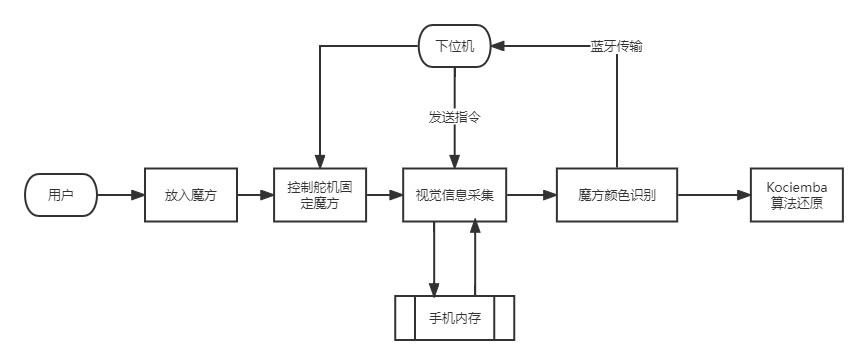 下位机
蓝牙传输
发送指令
用户
放入魔方
控制舵机固
定魔方
视觉信息采集
魔方颜色识别
Kociemba
算法还原
手机内存